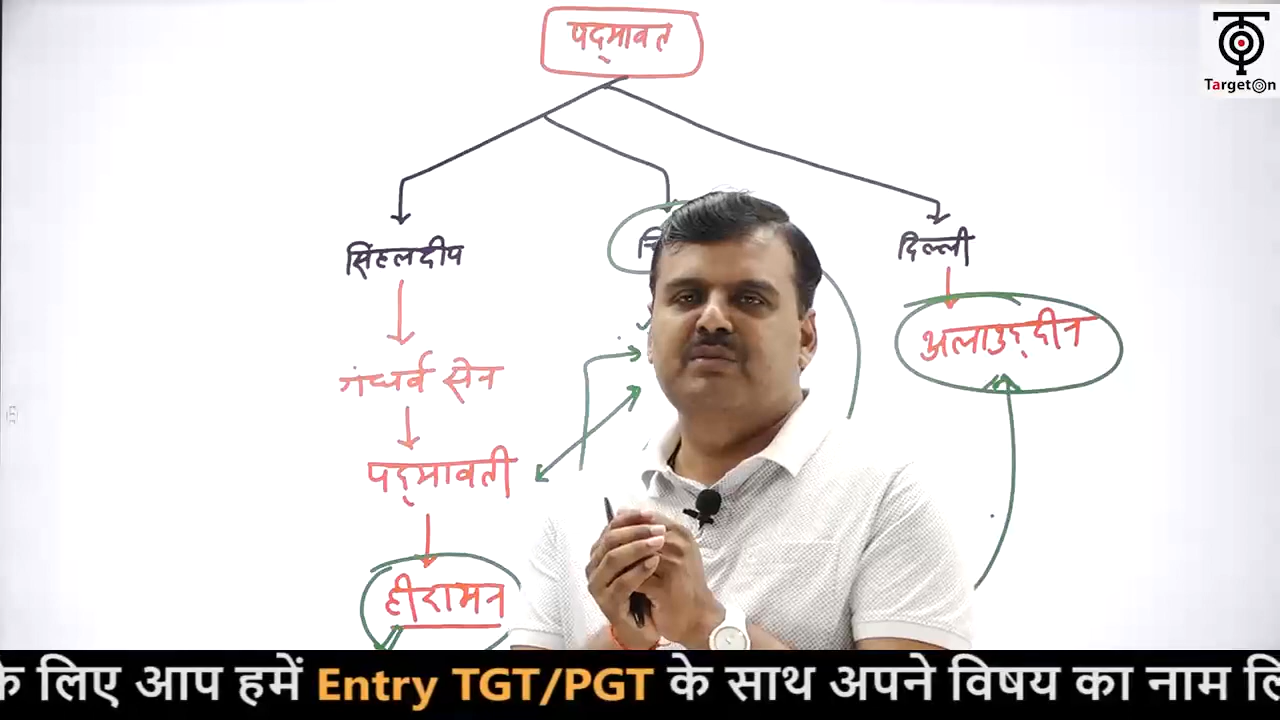 पद्मावत
TargetOn
सिंहलदीप
चि
दिल्ली
अलाउद्दीन
गंधर्व सेन
पद्मावती
हीरामन
के लिए आप हमें Entry TGT/PGT के साथ अपने विषय का नाम लि